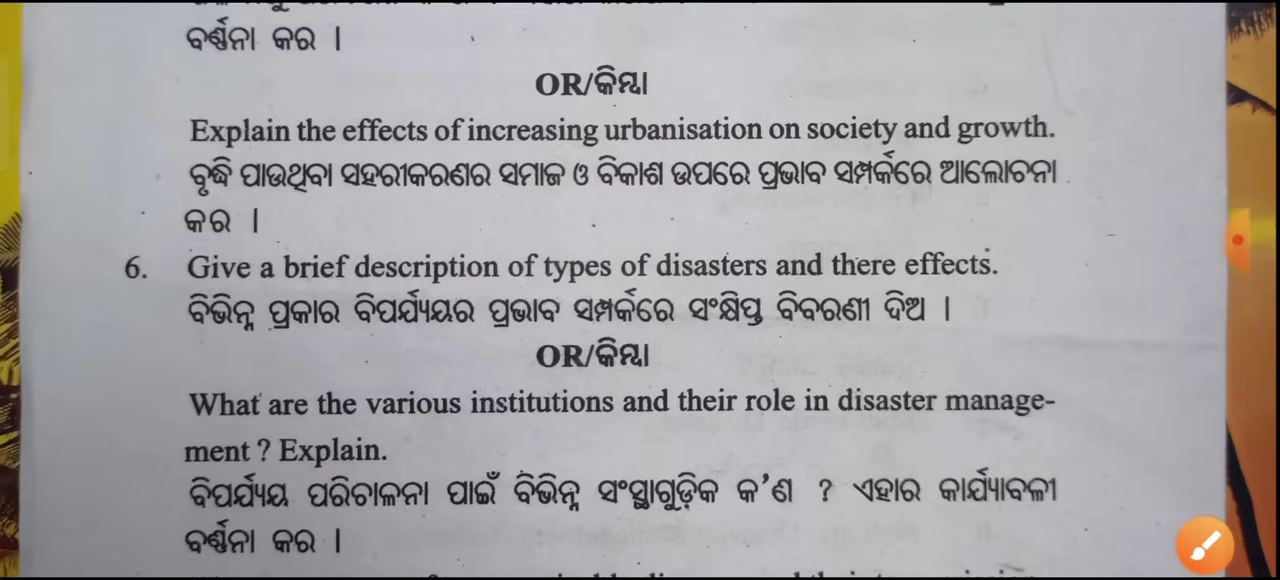 ବର୍ଣ୍ଣନା କର ।
OR/କିମ୍ବା
Explain the effects of increasing urbanisation on society and growth.
ବୃଦ୍ଧି ପାଉଥିବା ସହରୀକରଣର ସମାଜ ଓ ବିକାଶ ଉପରେ ପ୍ରଭାବ ସମ୍ପର୍କରେ ଆଲୋଚନା
କର ।
6. Give a brief description of types of disasters and there effects.
ବିଭିନ୍ନ ପ୍ରକାର ବିପର୍ଯ୍ୟୟର ପ୍ରଭାବ ସମ୍ପର୍କରେ ସଂକ୍ଷିପ୍ତ ବିବରଣୀ ଦିଅ ।
OR/କିମ୍ବା
What are the various institutions and their role in disaster manage-
ment ? Explain.
ବିପର୍ଯ୍ୟୟ ପରିଚାଳନା ପାଇଁ ବିଭିନ୍ନ ସଂସ୍ଥାଗୁଡ଼ିକ କ'ଣ ? ଏହାର କାର୍ଯ୍ୟାବଳୀ
ବର୍ଣ୍ଣନା କର ।